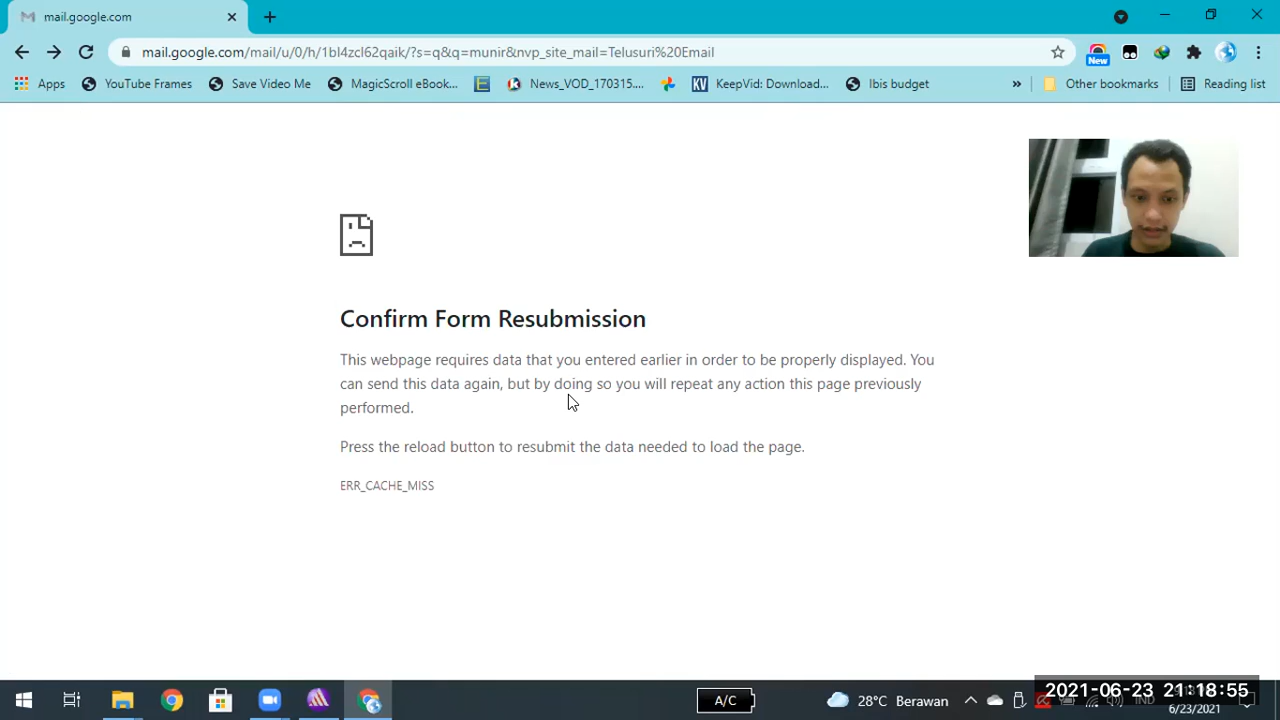 mail.google.com
mail.google.com/mail/u/0/h/1bl4zcl62qaik/?s=q&q=munir&nvp_site_mail=Telusuri%20Email
New
Apps YouTube Frames Save Video Me MagicScroll eBook... News_VOD_170315.... KV KeepVid: Download... Ibis budget » Other bookmarks Reading list
Confirm Form Resubmission
This webpage requires data that you entered earlier in order to be properly displayed. You
can send this data again, but by doing so you will repeat any action this page previously
performed.
Press the reload button to resubmit the data needed to load the page.
ERR_CACHE_MISS
A/C
28°C Berawan
IND
2021-06-23 21:18:55
6/23/2021